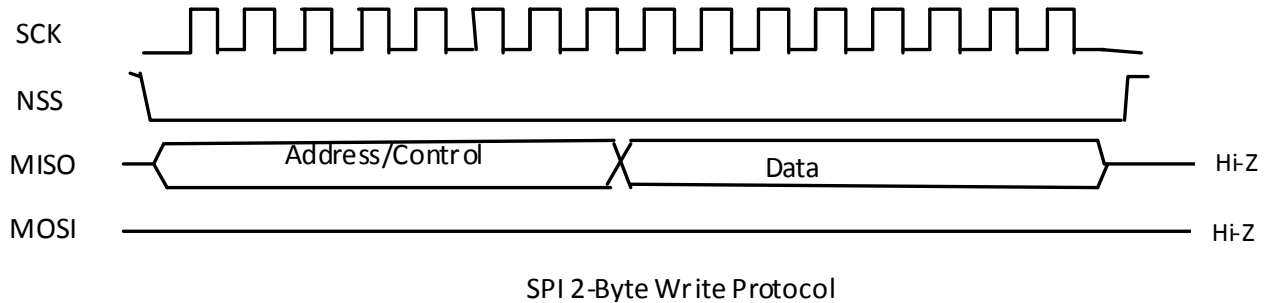 SCK
NSS
MISO Address/Control Data Hi-Z
MOSI Hi-Z
SPI 2-Byte Write Protocol